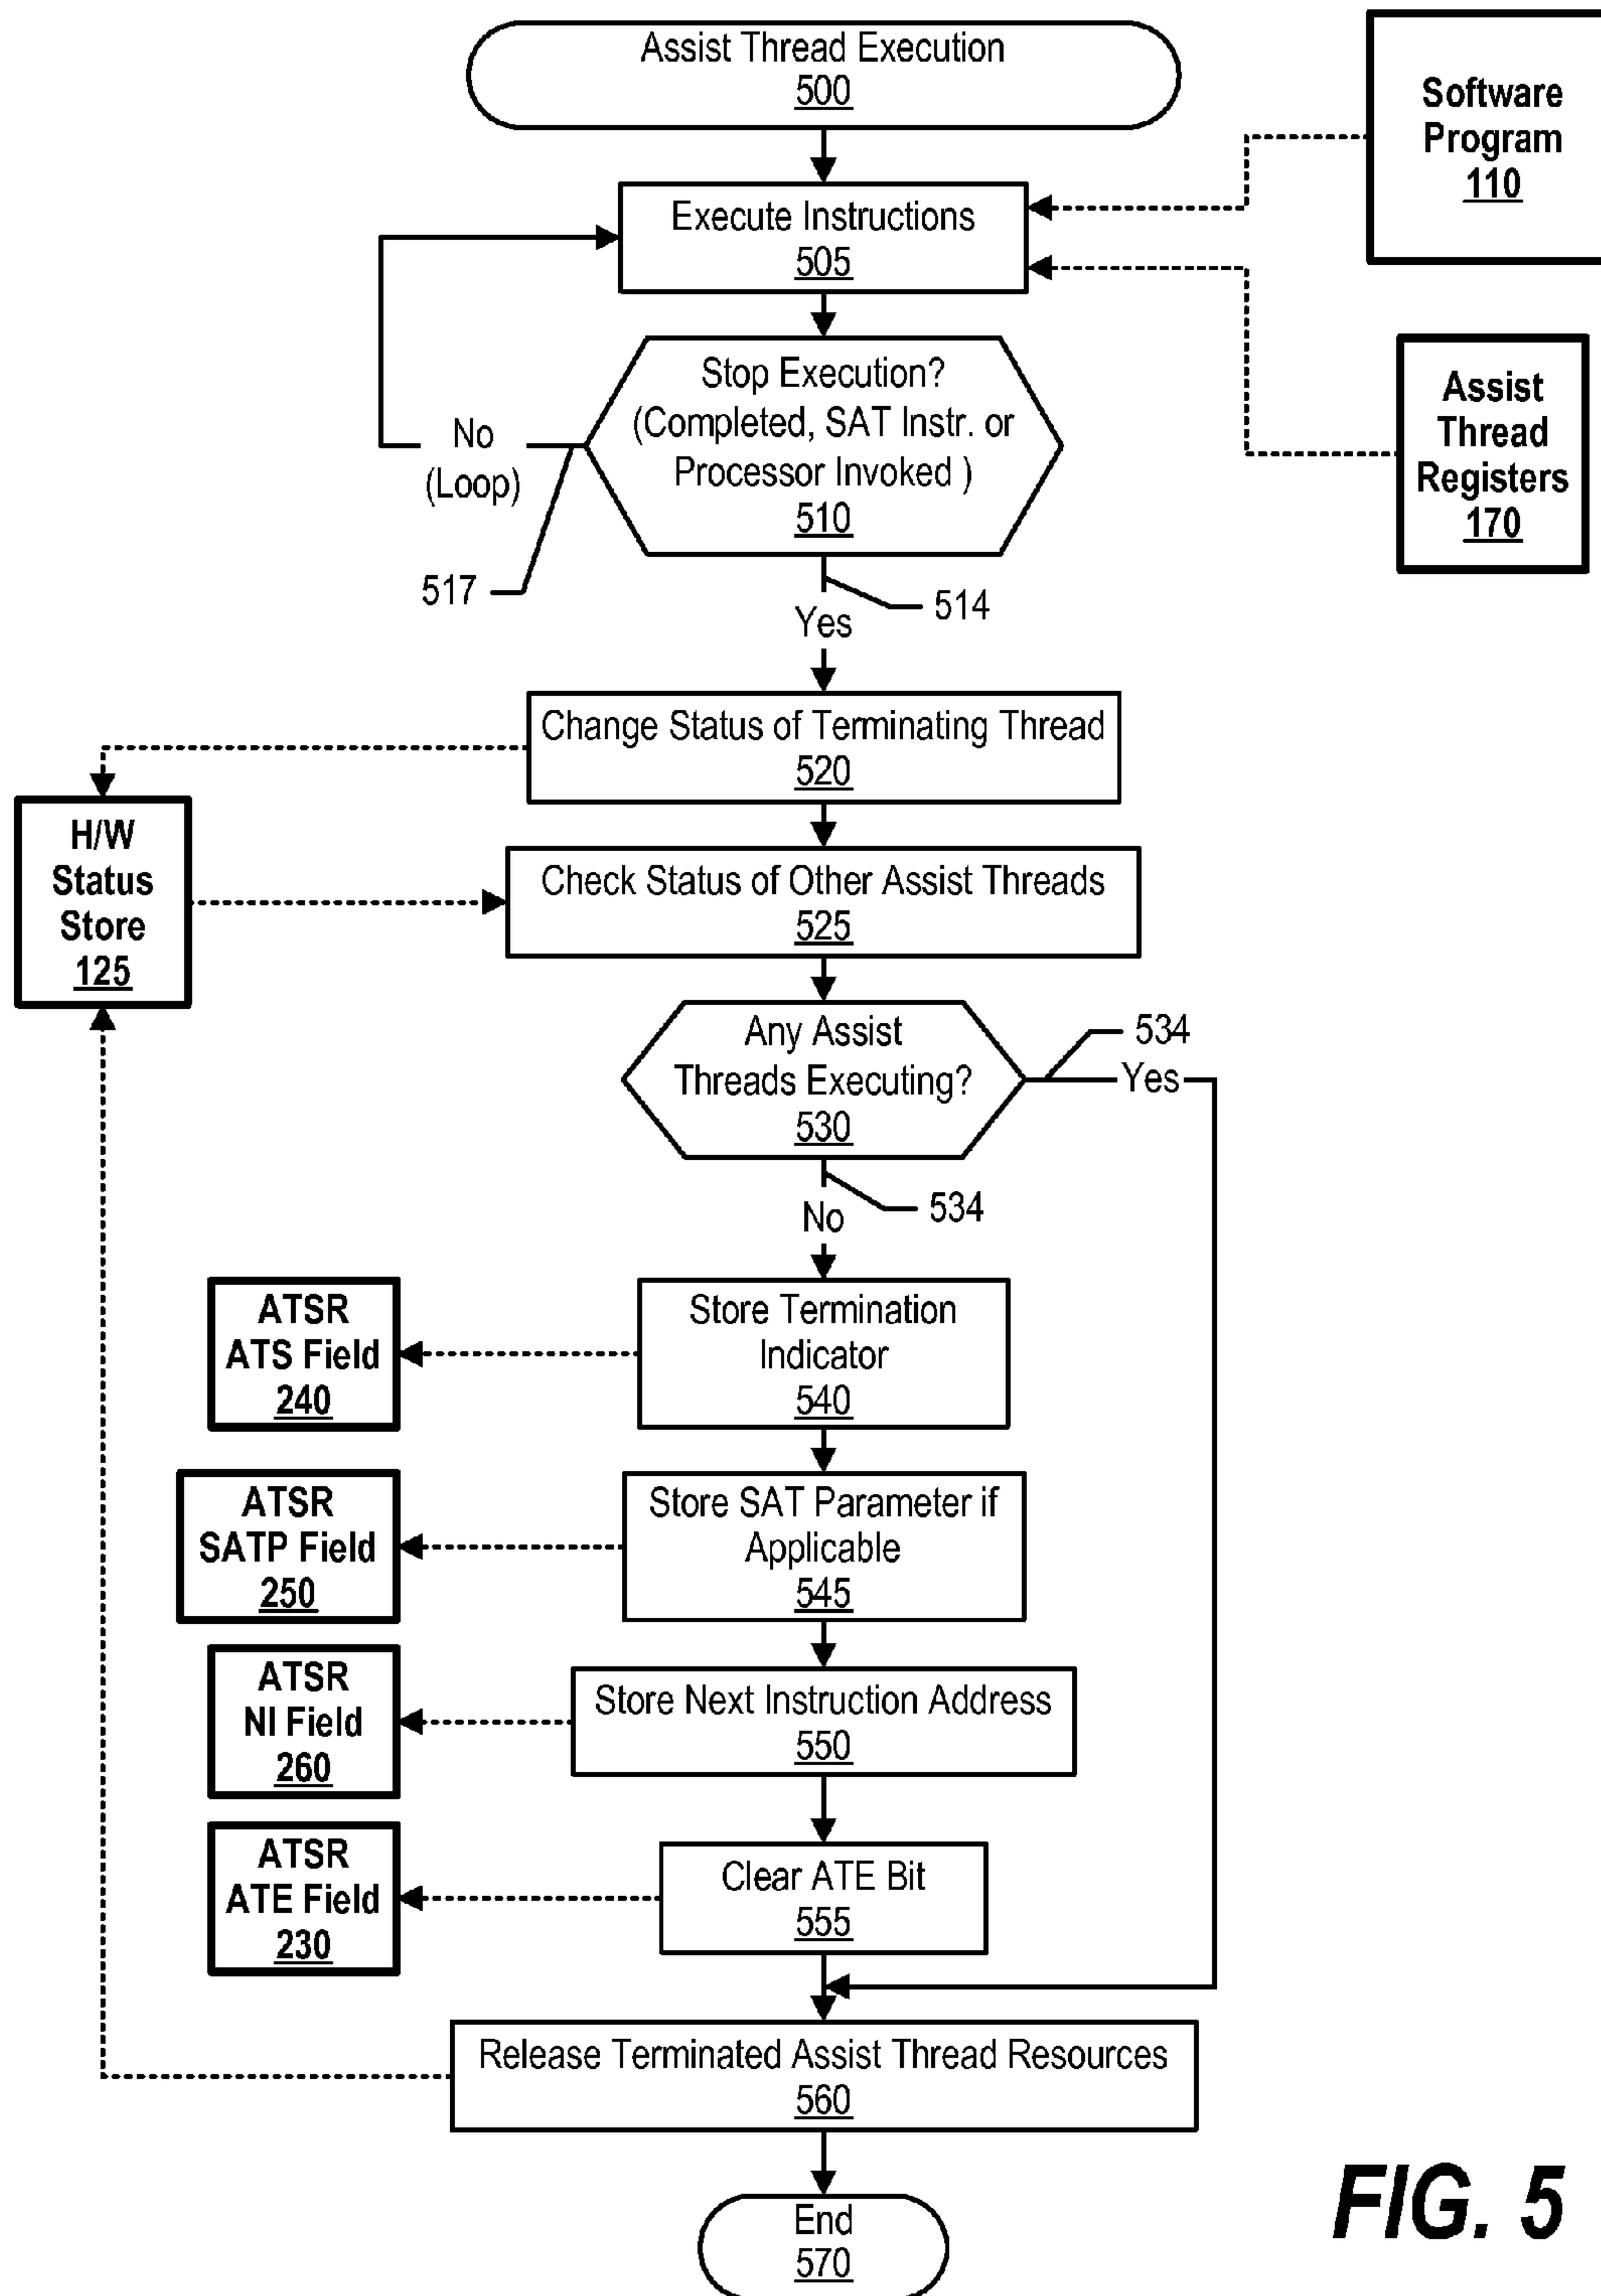 Assist Thread Execution
500
Software
Program
110
Execute Instructions
505
Stop Execution?
(Completed, SAT Instr. or
Processor Invoked )
510
No
(Loop)
Assist
Thread
Registers
170
517
514
Yes
Change Status of Terminating Thread
520
H/W
Status
Store
125
Check Status of Other Assist Threads
525
Any Assist
Threads Executing?
530
534
Yes
534
No
ATSR
ATS Field
240
Store Termination
Indicator
540
ATSR
SATP Field
250
Store SAT Parameter if
Applicable
545
ATSR
NI Field
260
Store Next Instruction Address
550
ATSR
ATE Field
230
Clear ATE Bit
555
Release Terminated Assist Thread Resources
560
End
570
FIG. 5